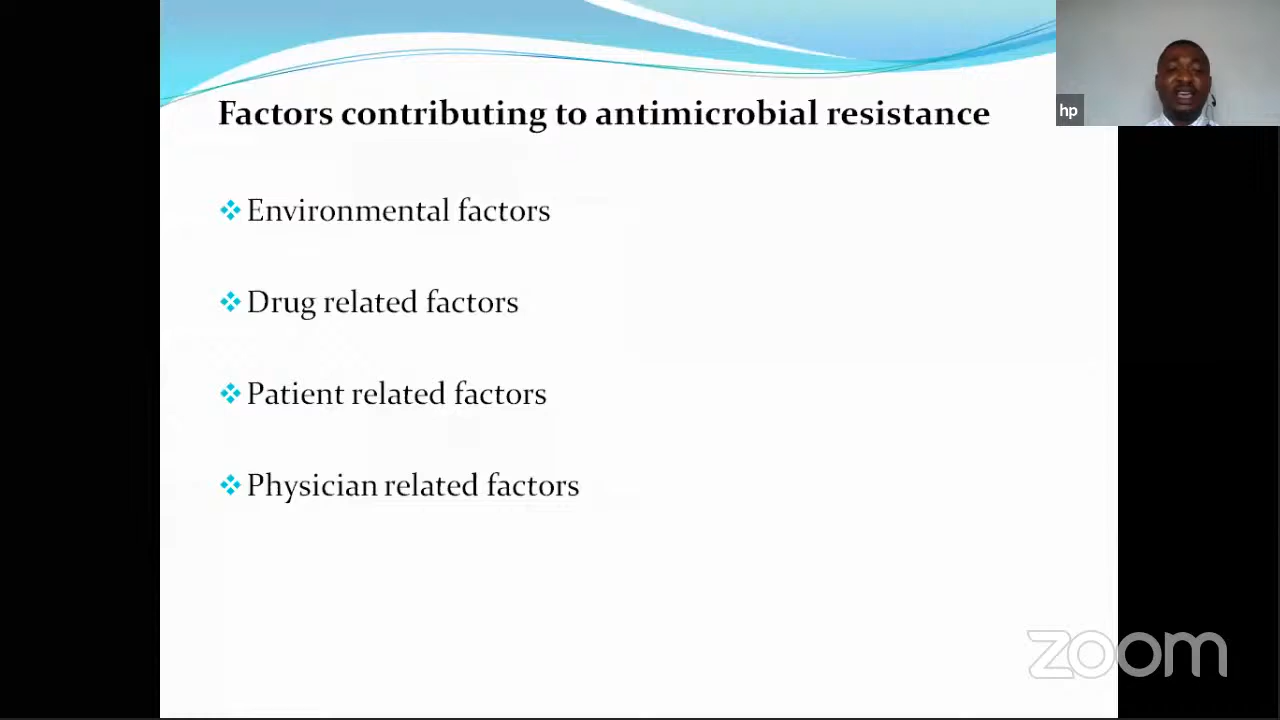 Factors contributing to antimicrobial resistance
hp
Environmental factors
Drug related factors
Patient related factors
Physician related factors
zoom